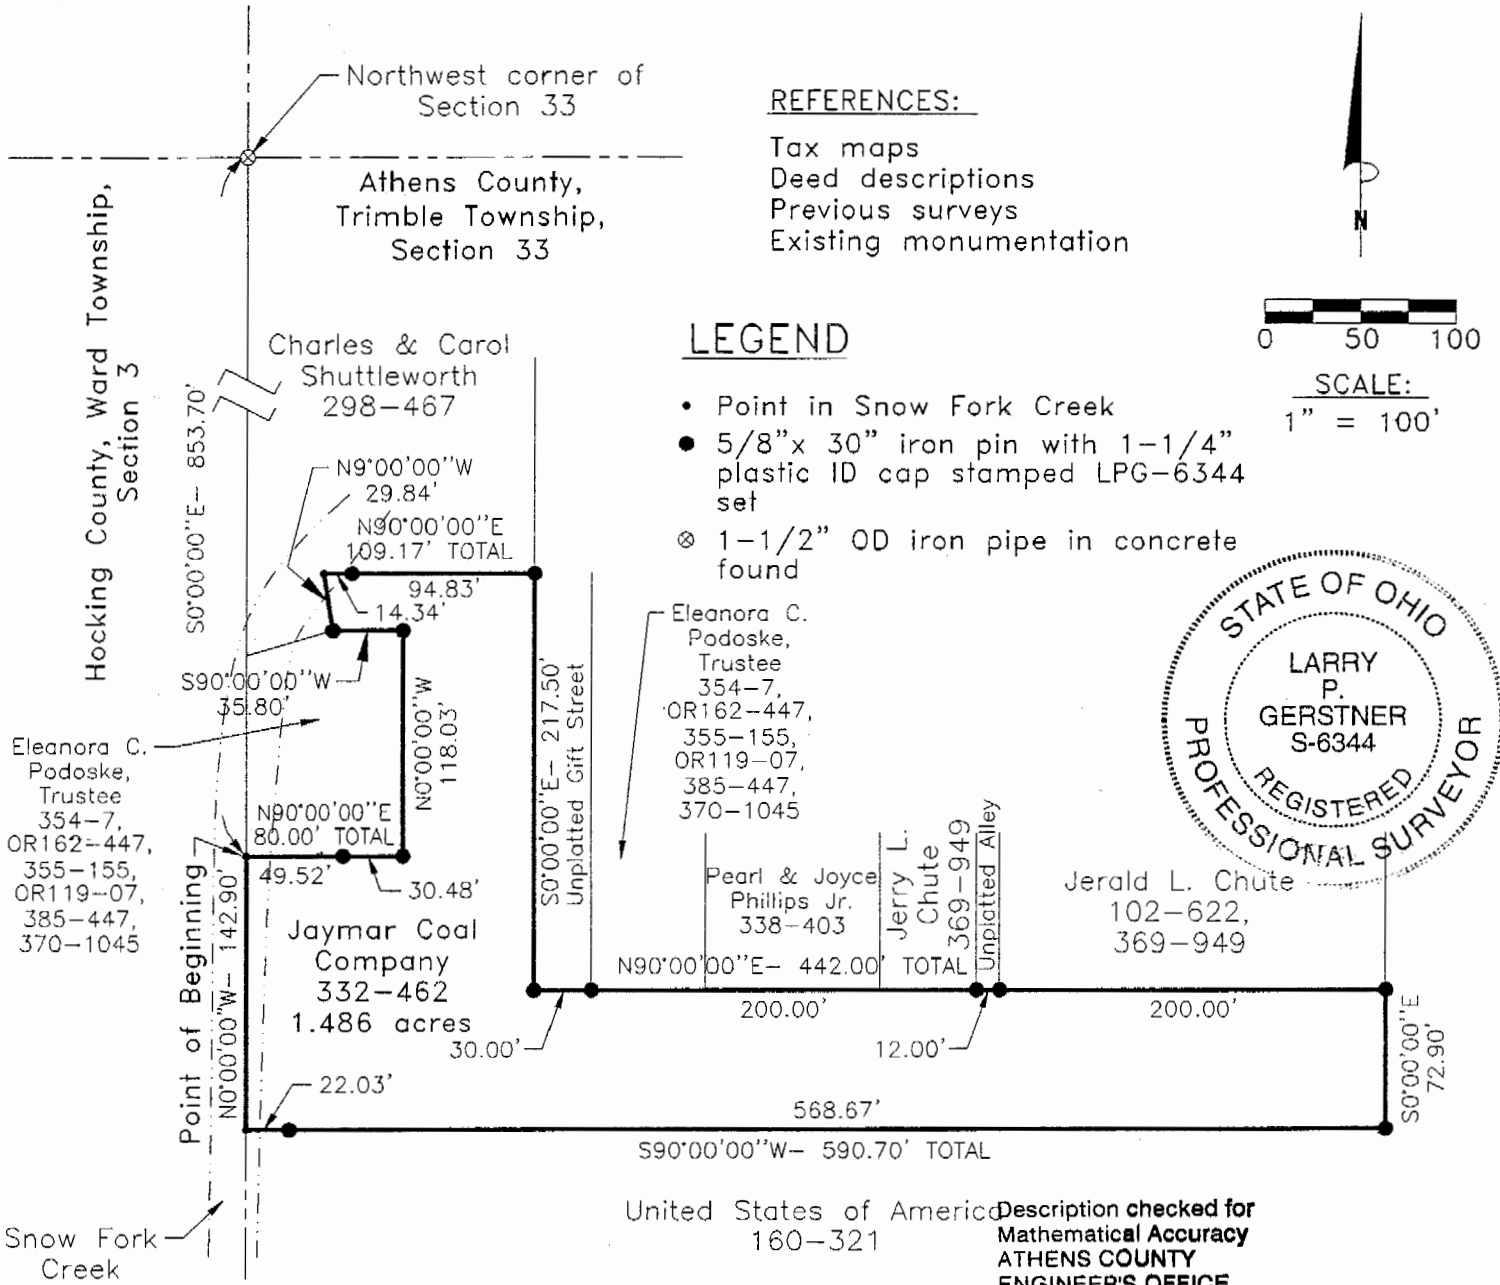 Northwest corner of
Section 33
REFERENCES:
Tax maps
Deed descriptions
Previous surveys
Existing monumentation
Athens County,
Trimble Township,
Section 33
N
0 50 100
SCALE:
1" = 100'
Hocking County, Ward Township,
Section 3
S0°00'00"E- 853.70'
Charles & Carol
Shuttleworth
298-467
LEGEND
• Point in Snow Fork Creek
● 5/8"x 30" iron pin with 1-1/4"
plastic ID cap stamped LPG-6344
set
⊗ 1-1/2" OD iron pipe in concrete
found
N9°00'00"W
29.84'
N90°00'00"E
109.17' TOTAL
94.83'
14.34'
S90°00'00"W
35.80'
N0°00'00"W
118.03'
S0°00'00"E- 217.50'
Unplatted Gift Street
Eleanora C.
Podoske,
Trustee
354-7,
OR162-447,
355-155,
OR119-07,
385-447,
370-1045
STATE OF OHIO
LARRY
P.
GERSTNER
S-6344
REGISTERED
PROFESSIONAL SURVEYOR
Eleanora C.
Podoske,
Trustee
354-7,
OR162-447,
355-155,
OR119-07,
385-447,
370-1045
N90°00'00"E
80.00' TOTAL
49.52'
30.48'
Point of Beginning
N0°00'00"W- 142.90'
Jaymar Coal
Company
332-462
1.486 acres
Pearl & Joyce
Phillips Jr.
338-403
Jerry L.
Chute
369-949
Unplatted Alley
Jerald L. Chute
102-622,
369-949
N90°00'00"E- 442.00' TOTAL
200.00'
200.00'
30.00'
12.00'
S0°00'00"E
72.90'
22.03'
568.67'
S90°00'00"W- 590.70' TOTAL
Snow Fork
Creek
United States of America
160-321
Description checked for
Mathematical Accuracy
ATHENS COUNTY
ENGINEER'S OFFICE